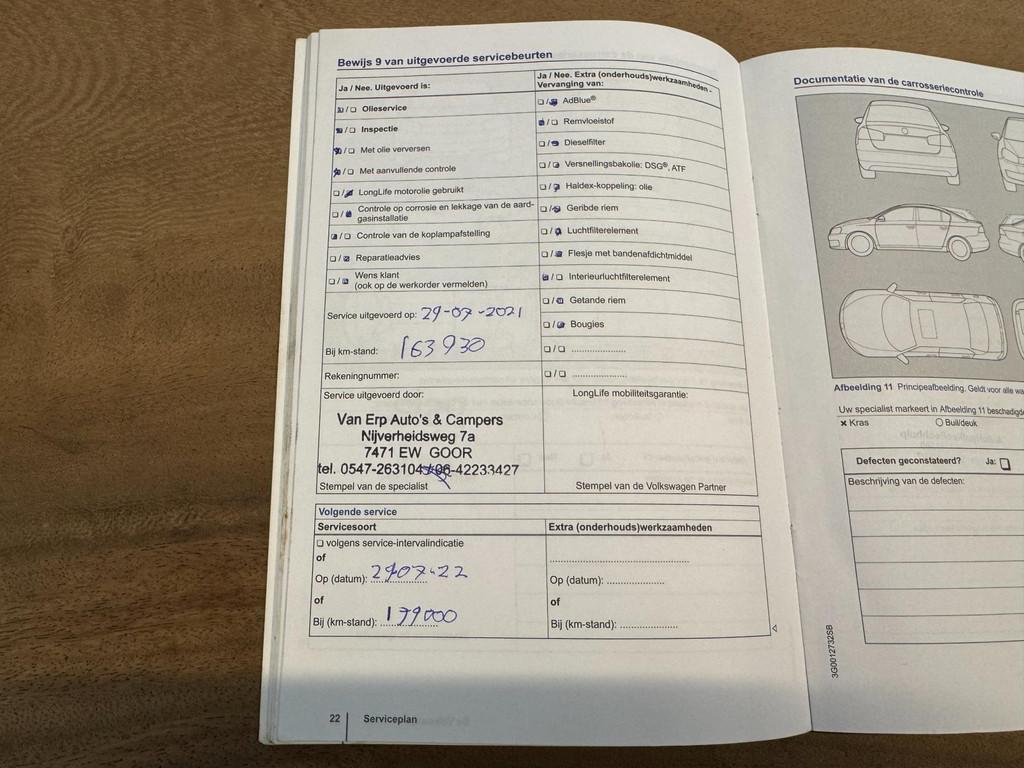 Bewijs 9 van uitgevoerde servicebeurten
Ja / Nee. Uitgevoerd is:
☒/☐ Olieservice
☒/☐ Inspectie
☒/☐ Met olie verversen
☒/☐ Met aanvullende controle
☐/☒ LongLife motorolie gebruikt
☐/☒ Controle op corrosie en lekkage van de aard-
gasinstallatie
☒/☐ Controle van de koplampafstelling
☐/☒ Reparatieadvies
☐/☒ Wens klant
(ook op de werkorder vermelden)
Service uitgevoerd op: 29-07-2021
Bij km-stand: 163930
Rekeningnummer:
Ja / Nee. Extra (onderhouds)werkzaamheden -
Vervanging van:
☐/☒ AdBlue®
☒/☐ Remvloeistof
☐/☒ Dieselfilter
☐/☒ Versnellingsbakolie: DSG®, ATF
☐/☒ Haldex-koppeling: olie
☐/☒ Geribde riem
☐/☒ Luchtfilterelement
☐/☒ Flesje met bandenafdichtmiddel
☒/☐ Interieurluchtfilterelement
☐/☒ Getande riem
☐/☒ Bougies
☐/☐ ......................
☐/☐ ......................
Service uitgevoerd door:
Van Erp Auto's & Campers
Nijverheidsweg 7a
7471 EW GOOR
tel. 0547-263104 06-42233427
Stempel van de specialist
LongLife mobiliteitsgarantie:
Stempel van de Volkswagen Partner
Volgende service
Servicesoort
☐ volgens service-intervalindicatie
of
Op (datum): 29-07-22
of
Bij (km-stand): 179000
Extra (onderhouds)werkzaamheden
Op (datum): ......................
of
Bij (km-stand): ......................
22 Serviceplan
Documentatie van de carrosseriecontrole
Afbeelding 11 Principeafbeelding. Geldt voor alle
Uw specialist markeert in Afbeelding 11
× Kras ○ Buil/deuk
Defecten geconstateerd? Ja: ☐
Beschrijving van de defecten:
3G0012732SB